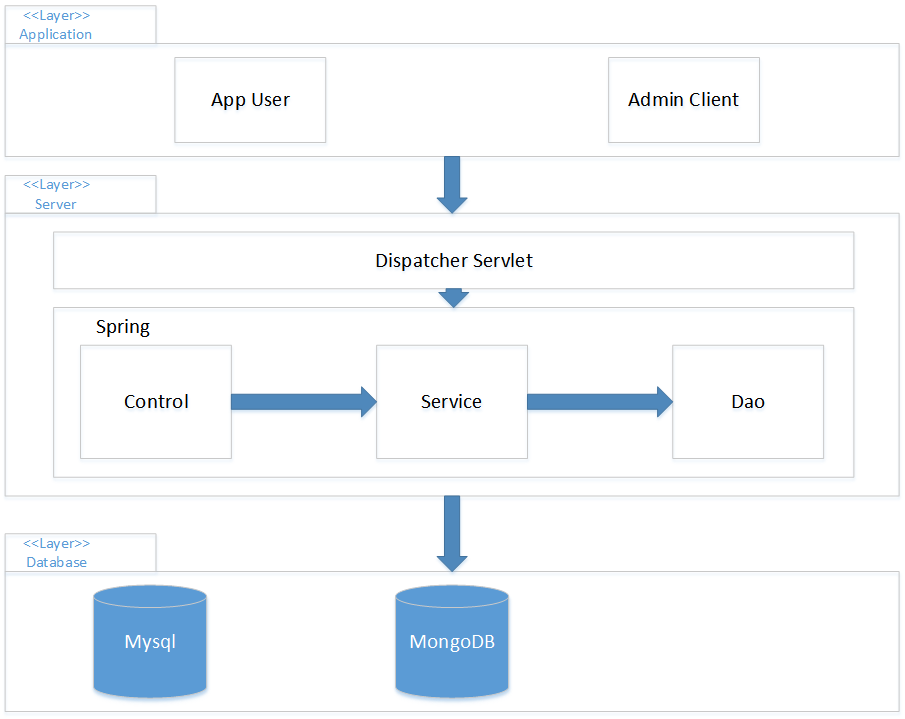 <<Layer>>
Application
App User
Admin Client
<<Layer>>
Server
Dispatcher Servlet
Spring
Control
Service
Dao
<<Layer>>
Database
Mysql
MongoDB